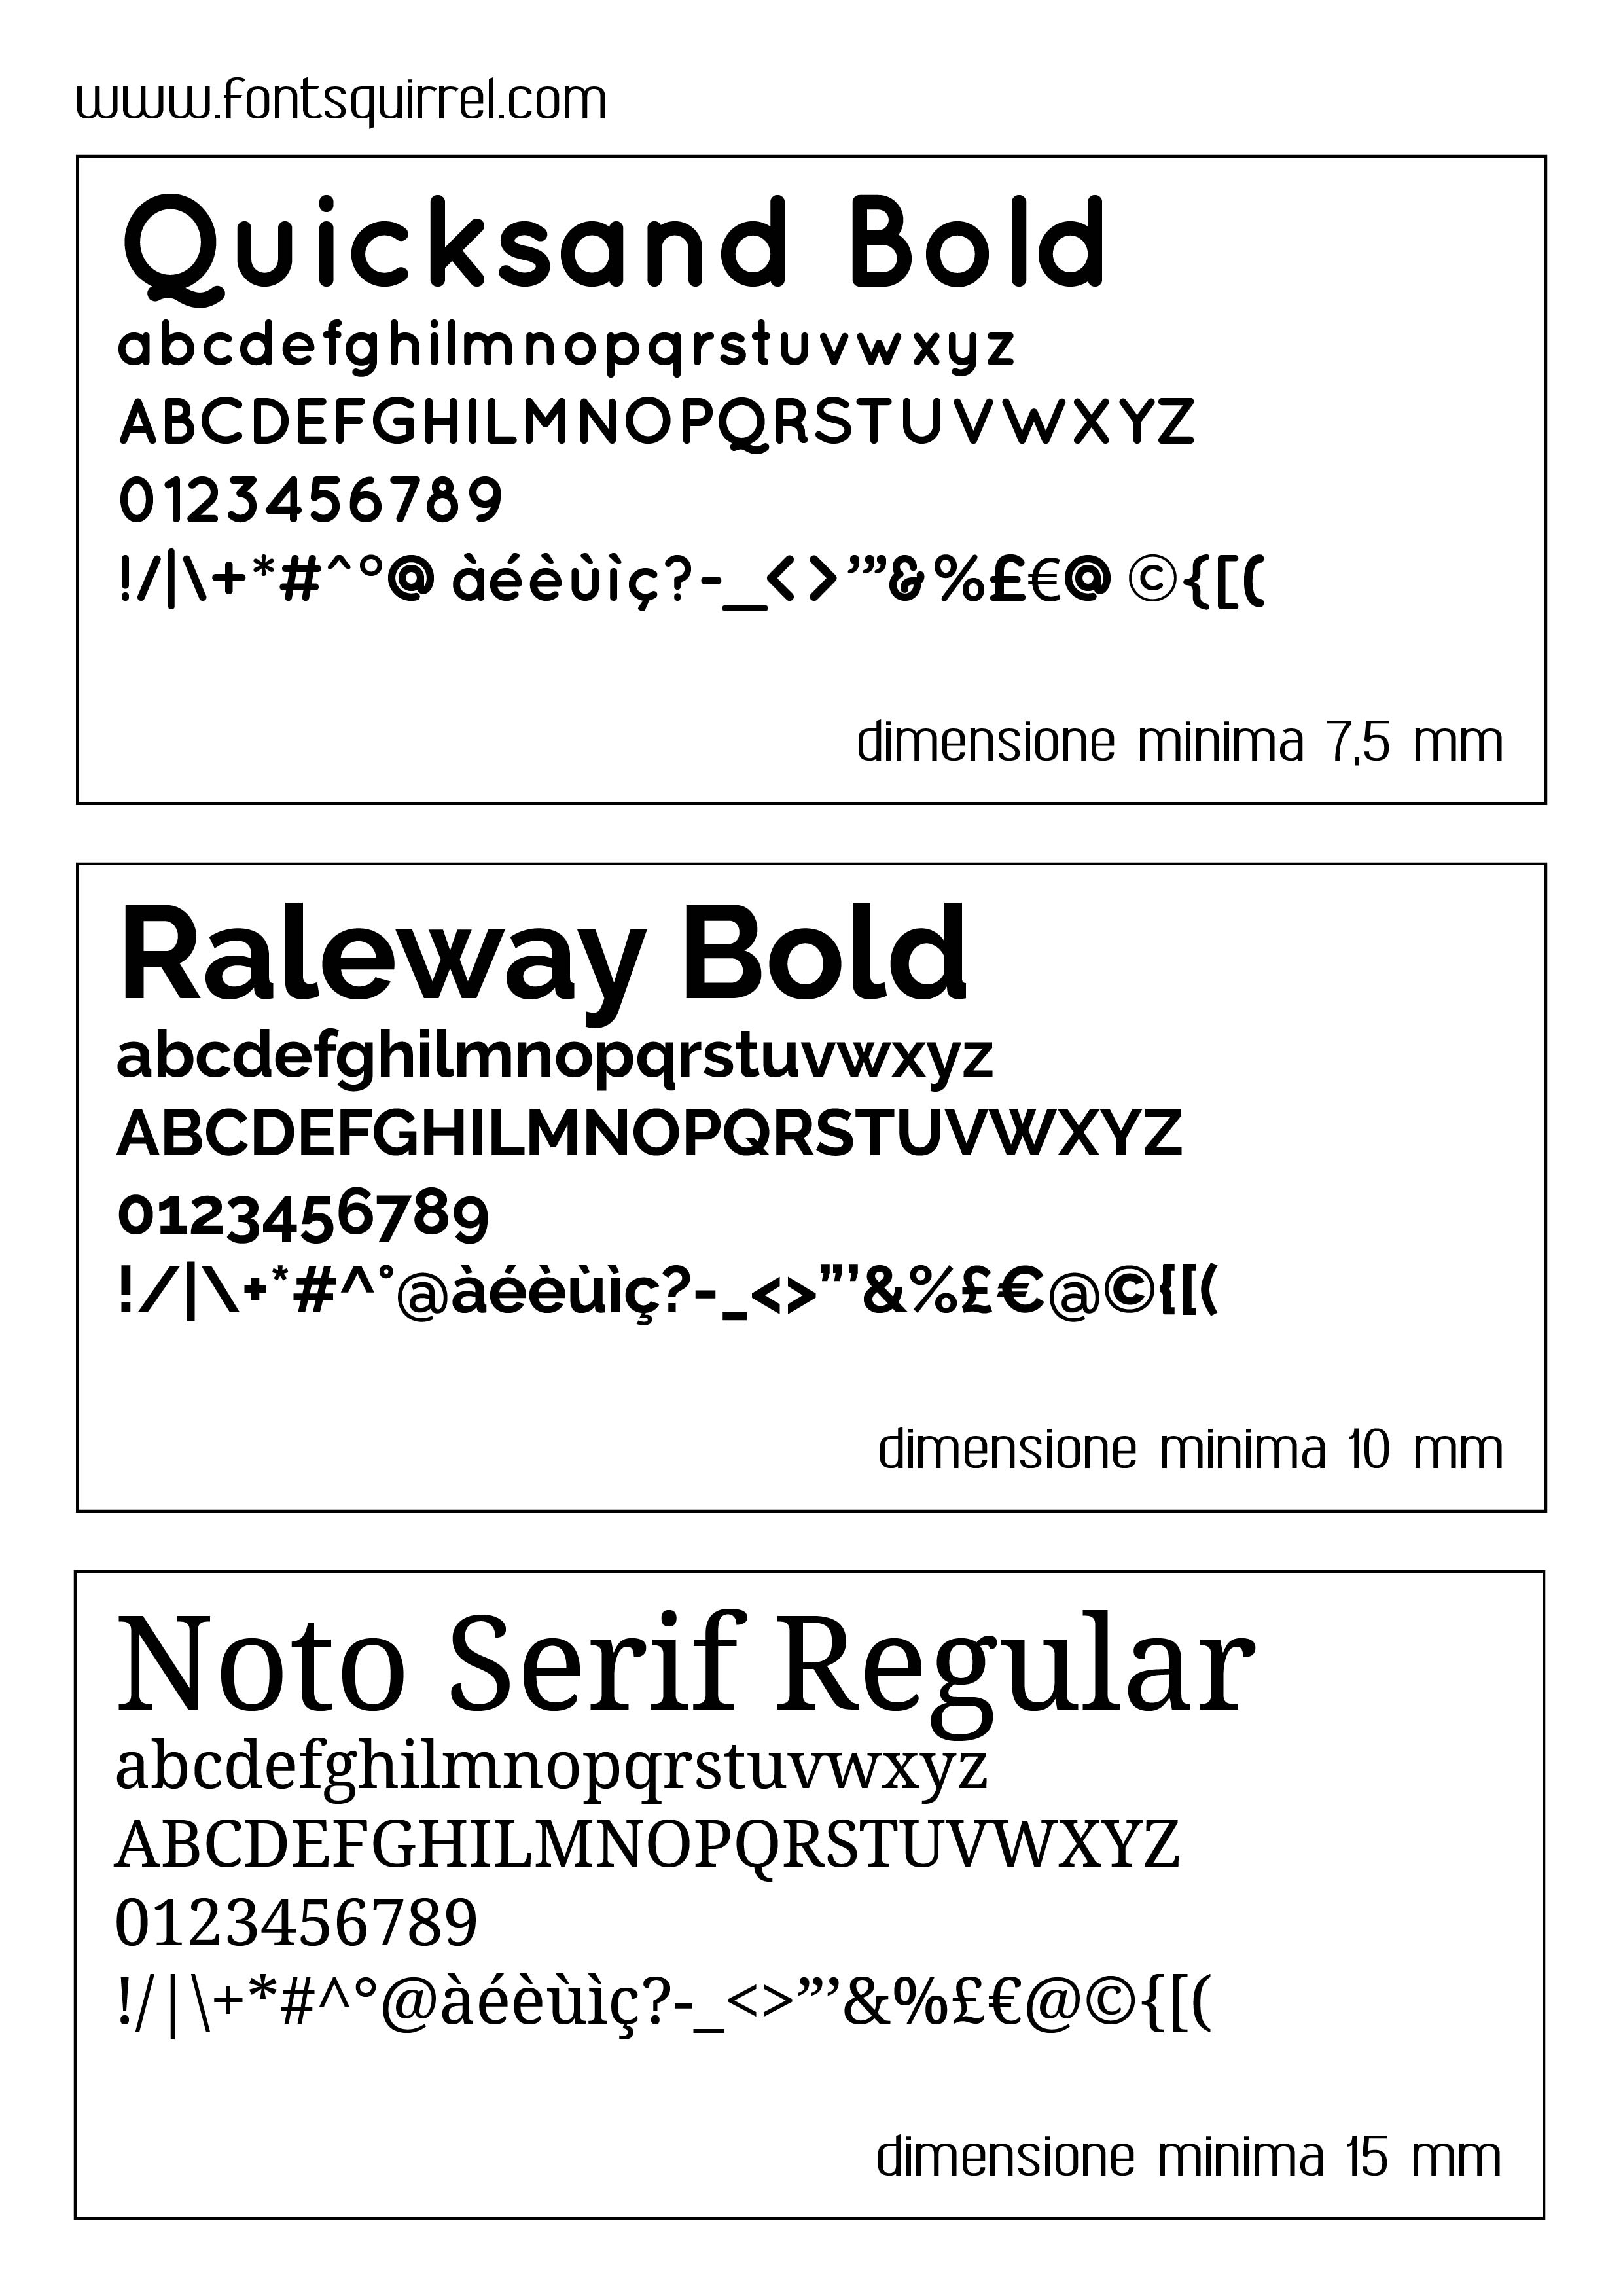 www.fontsquirrel.com
Quicksand Bold
abcdefghilmnopqrstuvwxyz
ABCDEFGHILMNOPQRSTUVWXYZ
0123456789
!/|\+*#^°@ àéèùìç?-_<>’”&%£€@ ©{[(
dimensione minima 7,5 mm
Raleway Bold
abcdefghilmnopqrstuvwxyz
ABCDEFGHILMNOPQRSTUVWXYZ
0123456789
!/|\+*#^°@àéèùìç?-_<>”’&%£€@©{[(
dimensione minima 10 mm
Noto Serif Regular
abcdefghilmnopqrstuvwxyz
ABCDEFGHILMNOPQRSTUVWXYZ
0123456789
!/|\+*#^°@àéèùìç?-_<>”’&%£€@©{[(
dimensione minima 15 mm